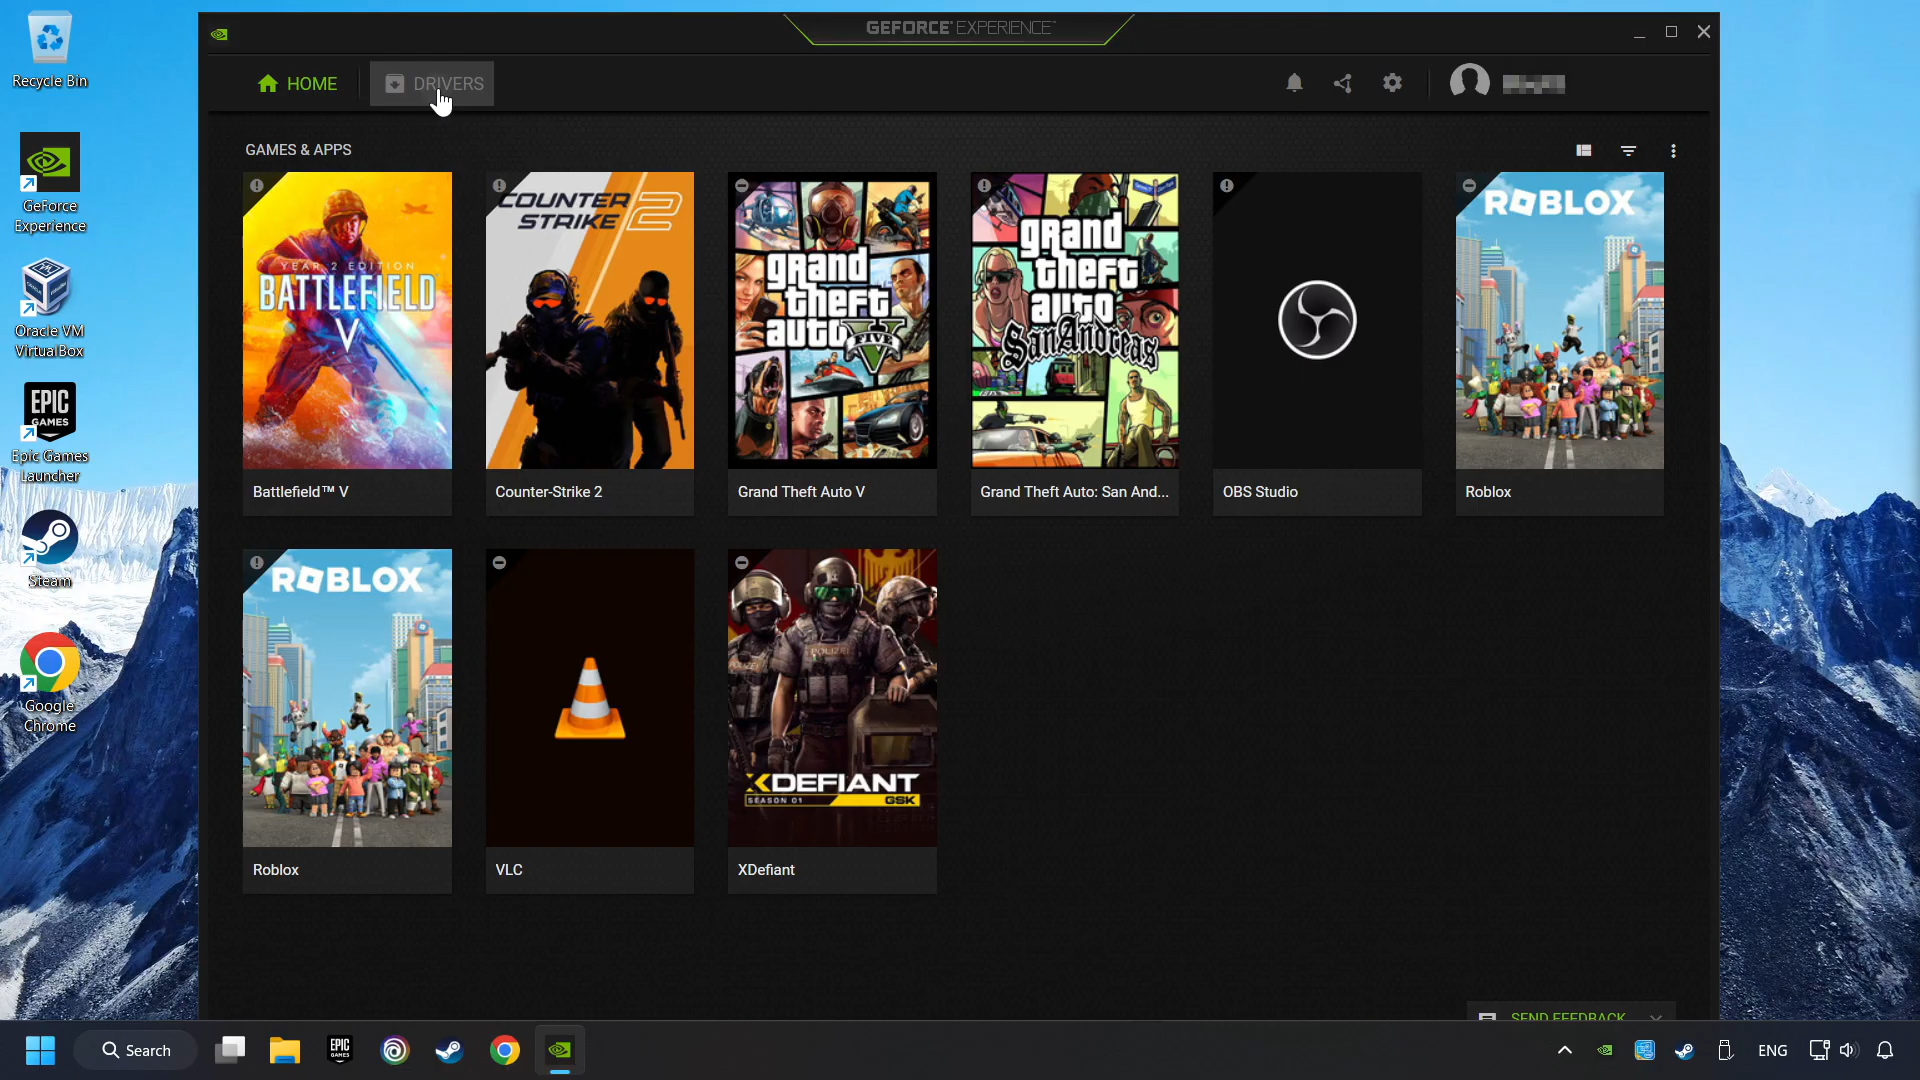 GEFORCE® EXPERIENCE™
HOME
DRIVERS
GAMES & APPS
YEAR 2 EDITION
BATTLEFIELD
V
COUNTER
STRIKE 2
grand
theft
auto
V
FIVE
grand
theft
auto
San Andreas
ROBLOX
Battlefield™ V
Counter-Strike 2
Grand Theft Auto V
Grand Theft Auto: San And...
OBS Studio
Roblox
ROBLOX
POLIZEI
XDEFIANT
SEASON 01
GSK
Roblox
VLC
XDefiant
SEND FEEDBACK
Recycle Bin
GeForce
Experience
Oracle VM
VirtualBox
EPIC
GAMES
Epic Games
Launcher
Steam
Google
Chrome
Search
EPIC
GAMES
ENG